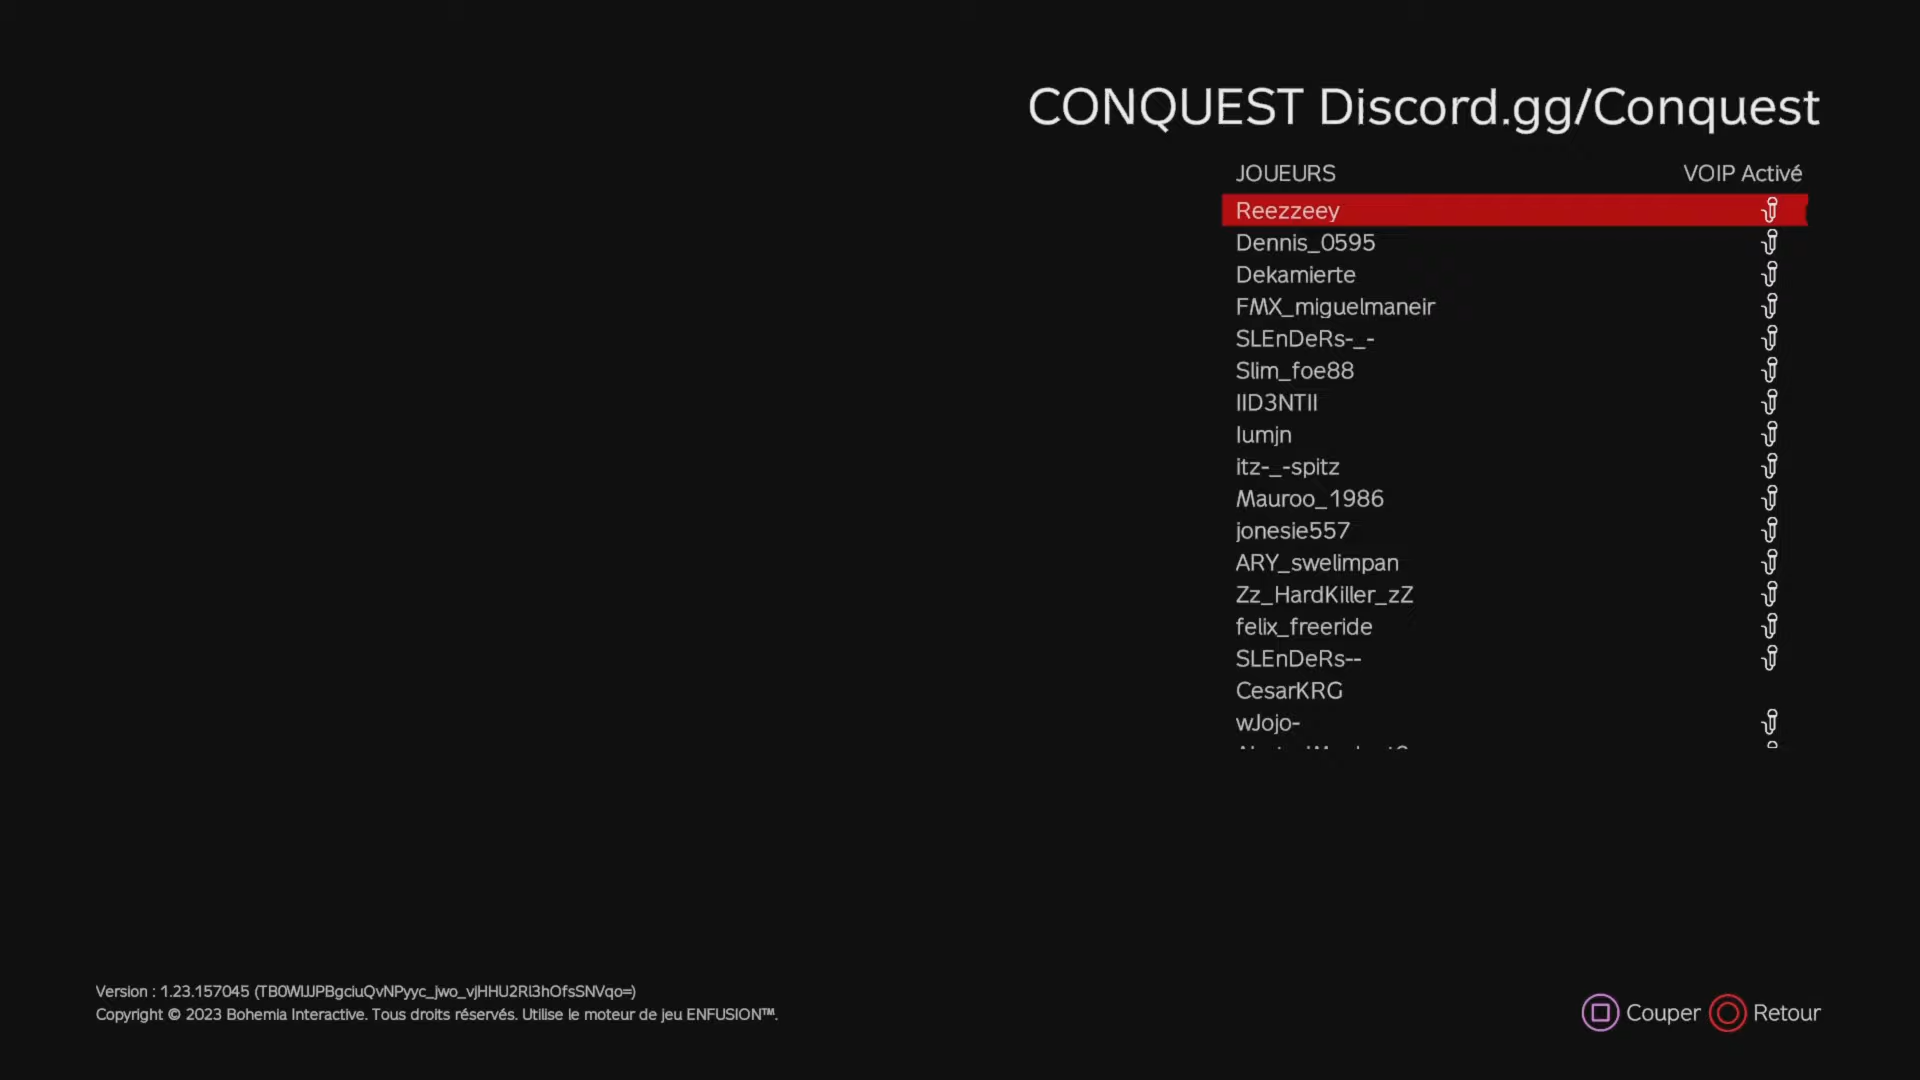 CONQUEST Discord.gg/Conquest
JOUEURS VOIP Activé
Reezzeey
Dennis_0595
Dekamierte
FMX_miguelmaneir
SLEnDeRs-_-
Slim_foe88
IID3NTII
lumjn
itz-_-spitz
Mauroo_1986
jonesie557
ARY_swelimpan
Zz_HardKiller_zZ
felix_freeride
SLEnDeRs--
CesarKRG
wJojo-
Version : 1.23.157045 (TB0WIJJPBgciuQvNPyyc_jwo_vjHHU2Rl3hOfsSNVqo=)
Copyright © 2023 Bohemia Interactive. Tous droits réservés. Utilise le moteur de jeu ENFUSION™.
Couper Retour